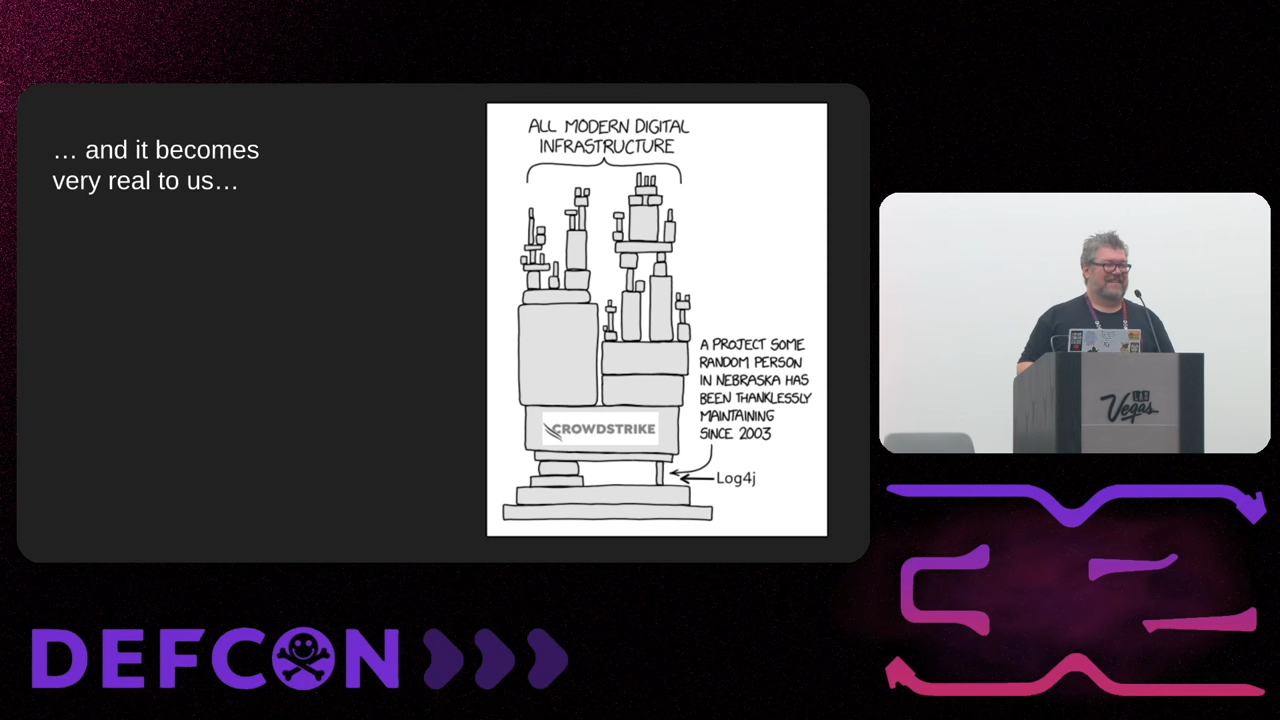 … and it becomes
very real to us…
ALL MODERN DIGITAL
INFRASTRUCTURE
A PROJECT SOME
RANDOM PERSON
IN NEBRASKA HAS
BEEN THANKLESSLY
MAINTAINING
SINCE 2003
CROWDSTRIKE
Log4j
LAS
Vegas
DEFCON